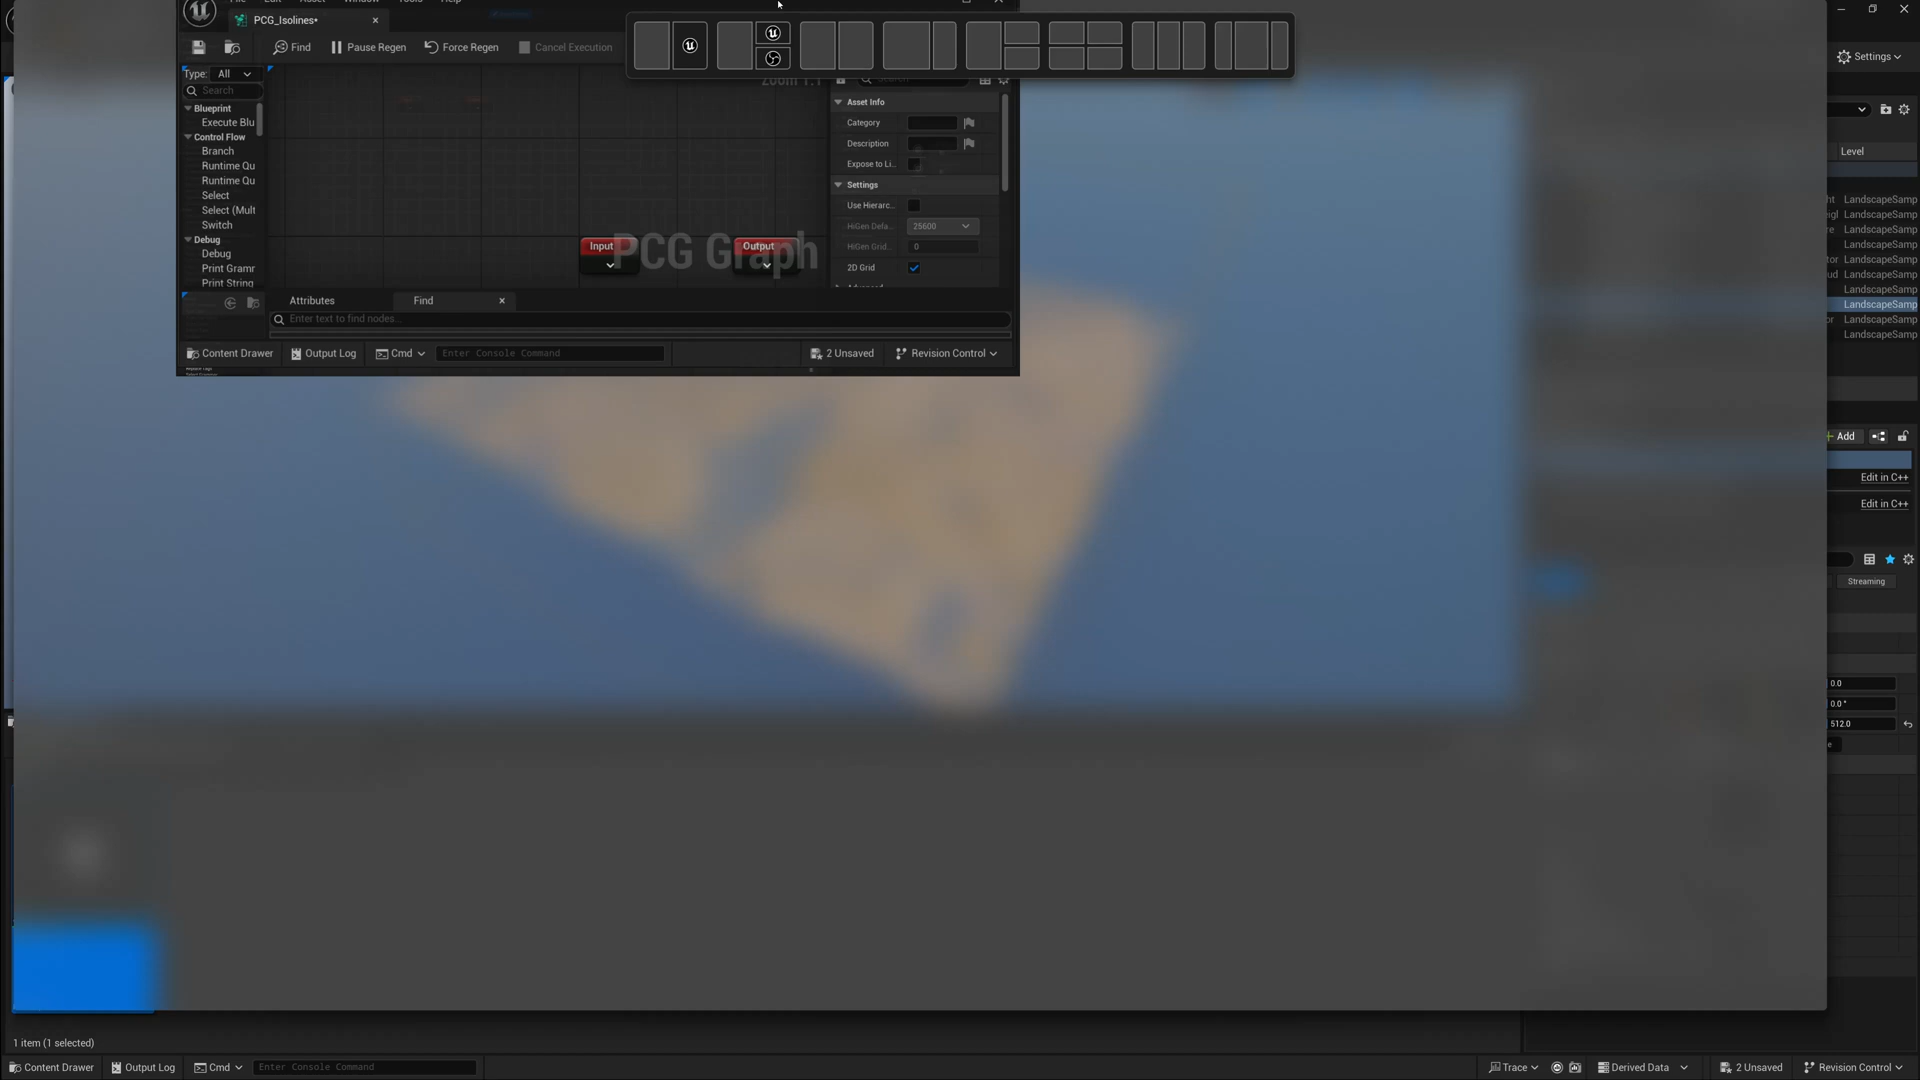 PCG_Isolines*
Find
Pause Regen
Force Regen
Cancel Execution
Settings
Type: All
Search
Blueprint
Execute Blu
Control Flow
Branch
Runtime Qu
Runtime Qu
Select
Select (Mult
Switch
Debug
Debug
Print Gramr
Print String
Zoom 1:1
Input
Output
PCG Graph
Search
Asset Info
Category
Description
Expose to Li..
Settings
Use Hierarc..
HiGen Defa..
25600
HiGen Grid..
0
2D Grid
Attributes
Find
Enter text to find nodes...
Content Drawer
Output Log
Cmd
Enter Console Command
2 Unsaved
Revision Control
Level
LandscapeSamp
LandscapeSamp
LandscapeSamp
LandscapeSamp
LandscapeSamp
LandscapeSamp
LandscapeSamp
LandscapeSamp
LandscapeSamp
LandscapeSamp
Add
Edit in C++
Edit in C++
Streaming
0.0
0.0 °
512.0
1 item (1 selected)
Content Drawer
Output Log
Cmd
Enter Console Command
Trace
Derived Data
2 Unsaved
Revision Control